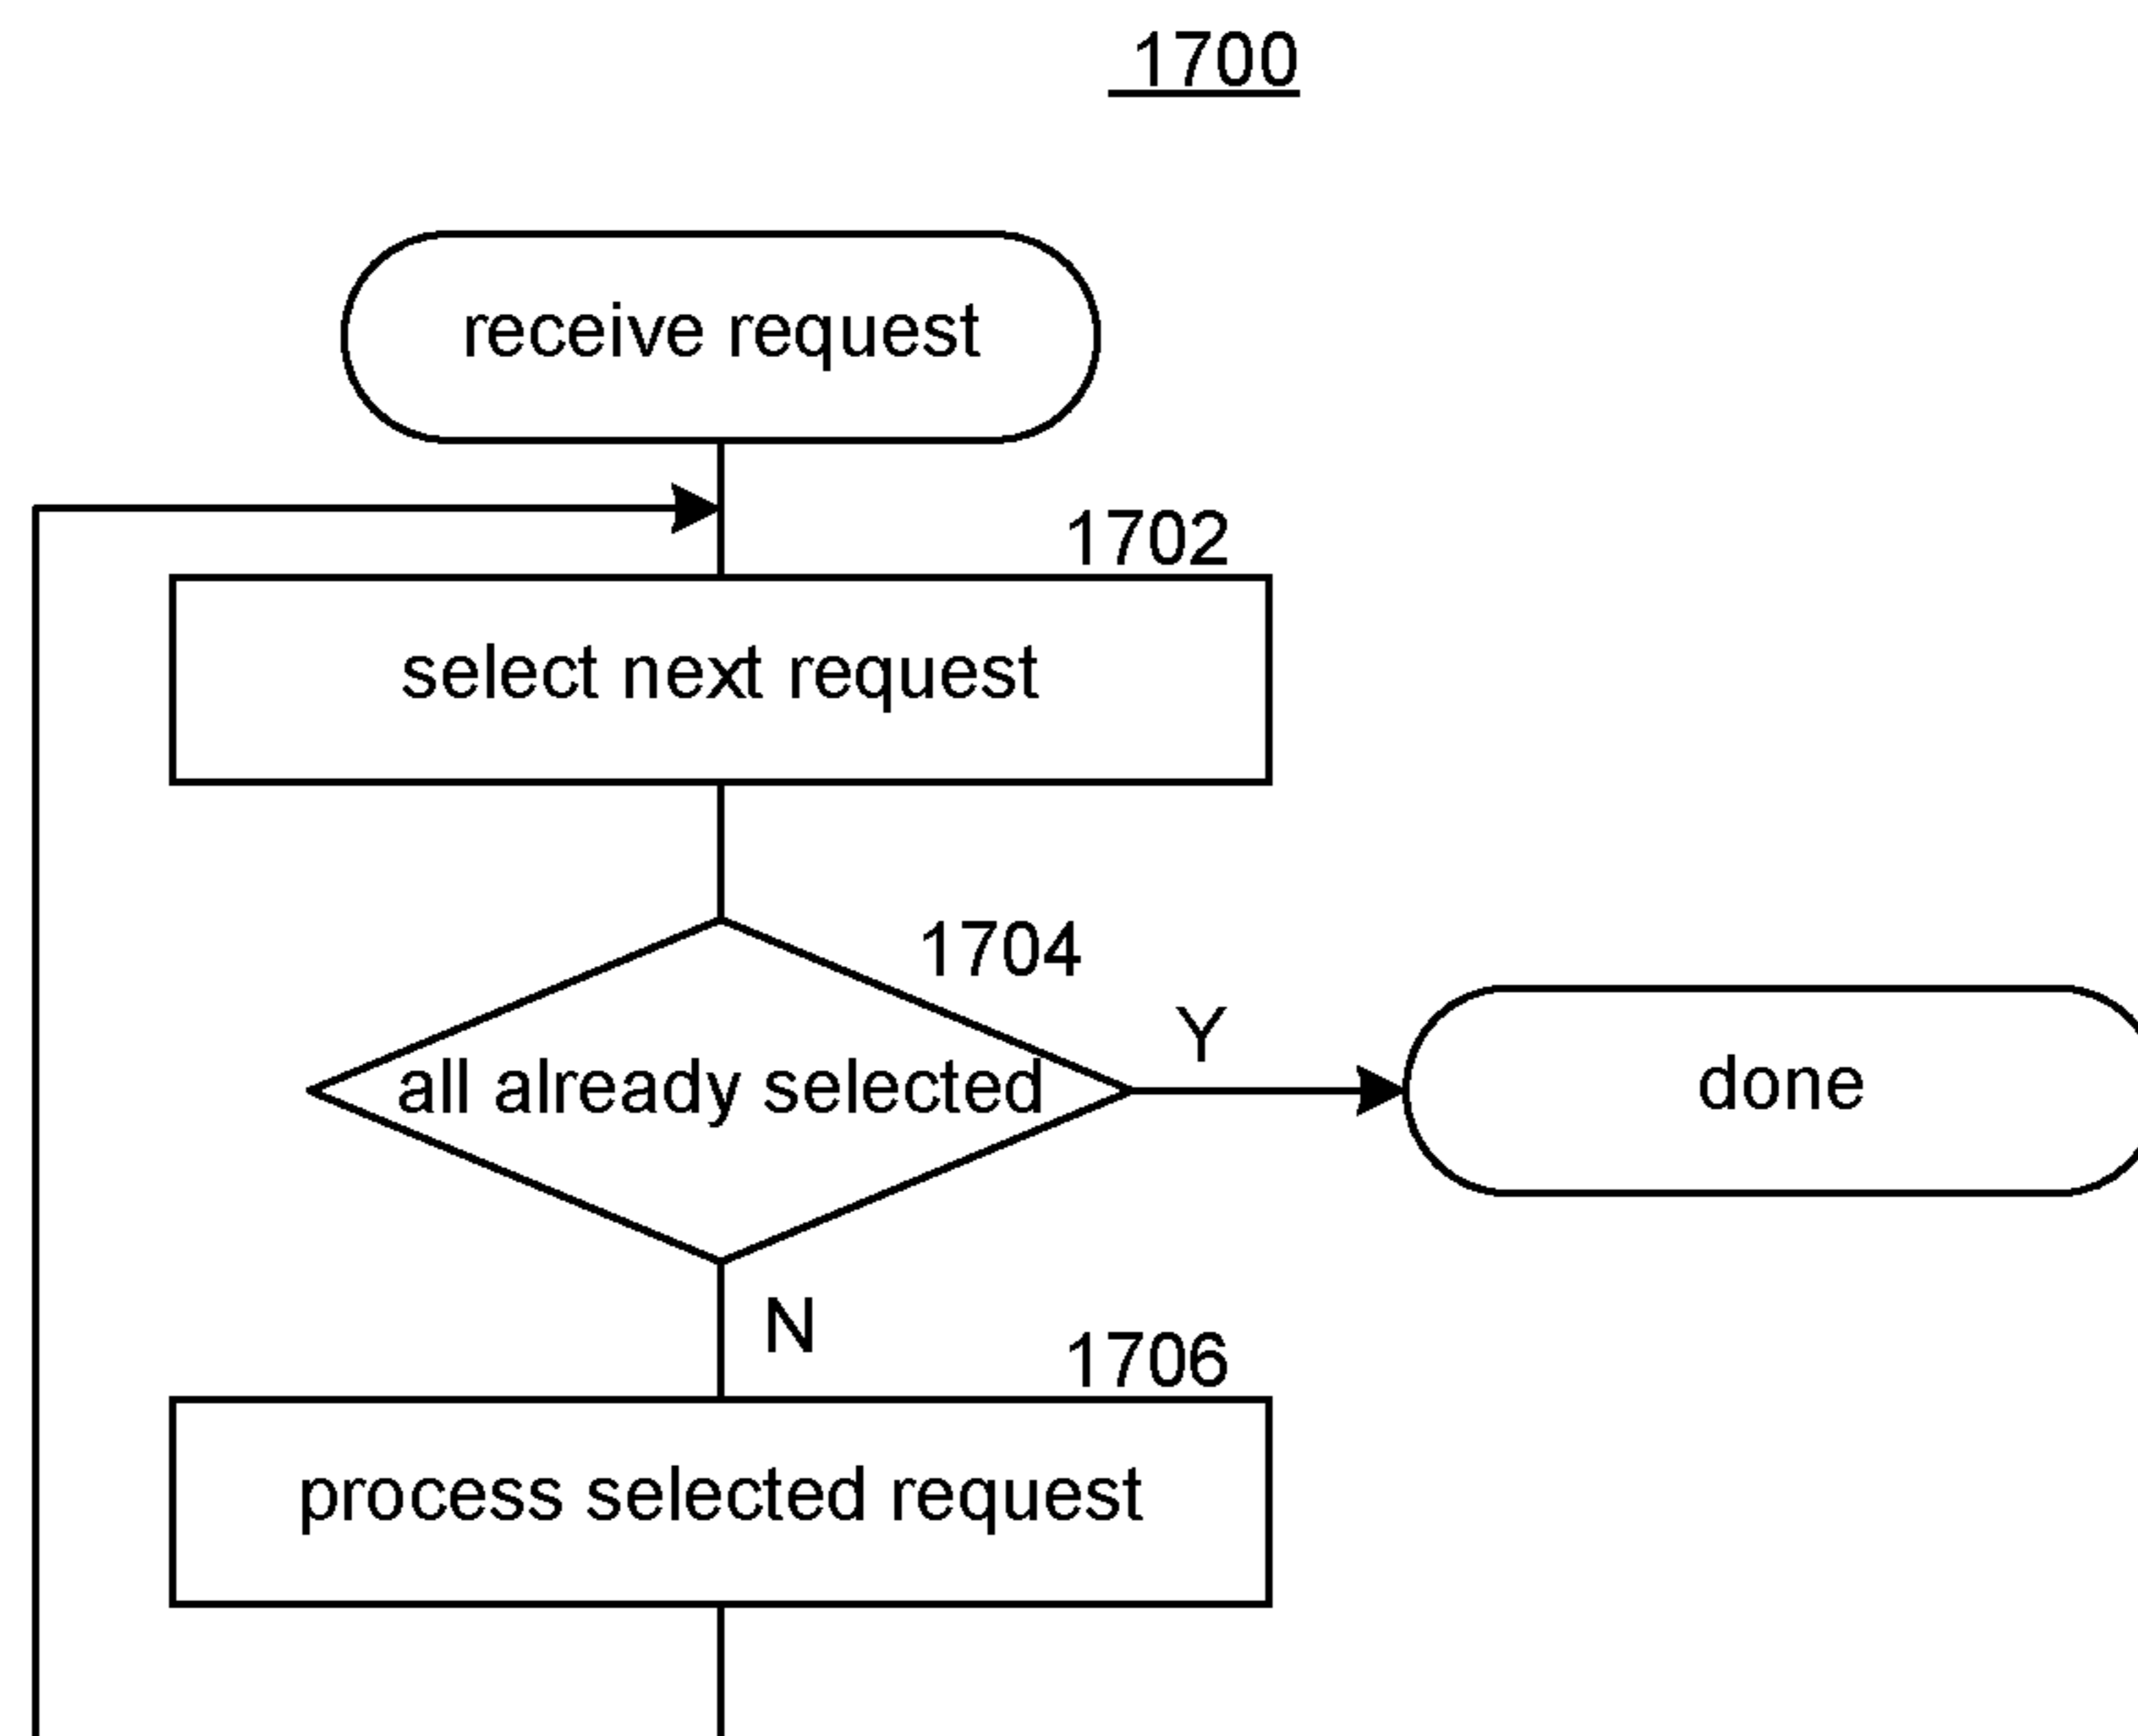 1700
receive request
1702
select next request
1704
Y
all already selected
done
N
1706
process selected request